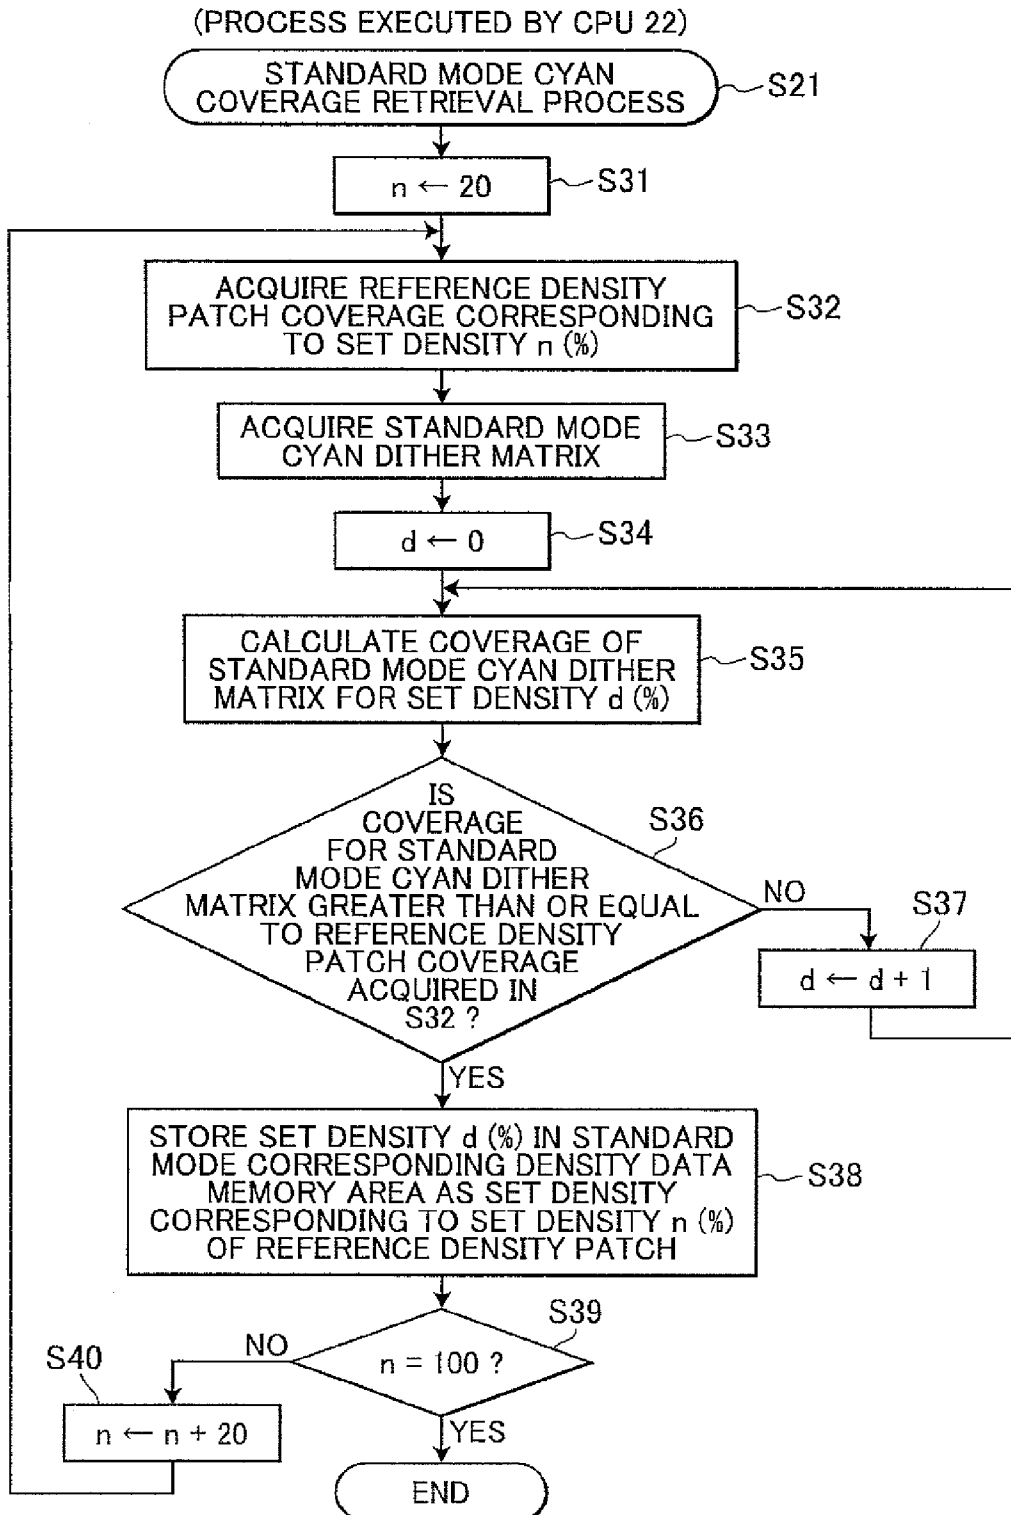 (PROCESS EXECUTED BY CPU 22)
STANDARD MODE CYAN
COVERAGE RETRIEVAL PROCESS
S21
n ← 20
S31
ACQUIRE REFERENCE DENSITY
PATCH COVERAGE CORRESPONDING
TO SET DENSITY n (%)
S32
ACQUIRE STANDARD MODE
CYAN DITHER MATRIX
S33
d ← 0
S34
CALCULATE COVERAGE OF
STANDARD MODE CYAN DITHER
MATRIX FOR SET DENSITY d (%)
S35
IS
COVERAGE
FOR STANDARD
MODE CYAN DITHER
MATRIX GREATER THAN OR EQUAL
TO REFERENCE DENSITY
PATCH COVERAGE
ACQUIRED IN
S32 ?
S36
NO
S37
d ← d + 1
YES
STORE SET DENSITY d (%) IN STANDARD
MODE CORRESPONDING DENSITY DATA
MEMORY AREA AS SET DENSITY
CORRESPONDING TO SET DENSITY n (%)
OF REFERENCE DENSITY PATCH
S38
n = 100 ?
S39
NO
S40
n ← n + 20
YES
END